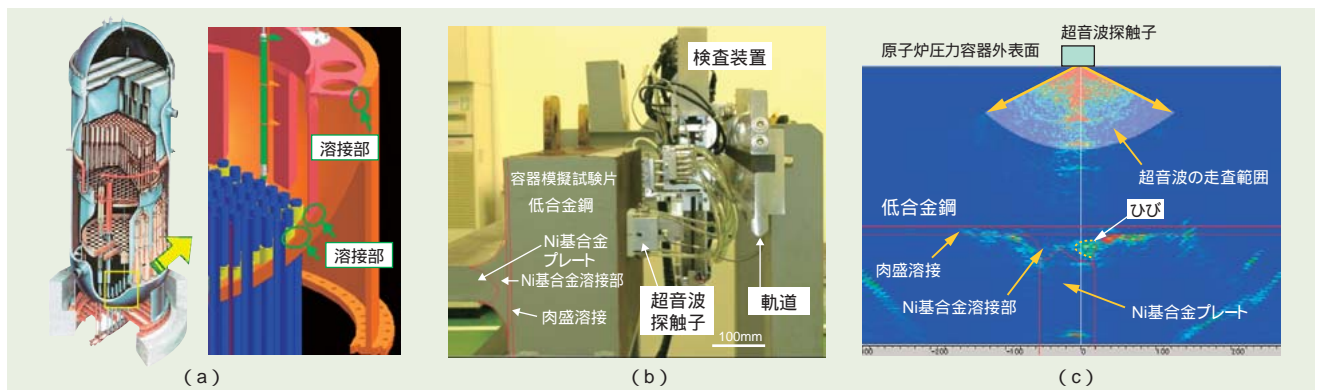 溶接部
溶接部
(a)
検査装置
容器模擬試験片
低合金鋼
Ni基合金
プレート
Ni基合金溶接部
肉盛溶接
超音波
探触子
軌道
100mm
(b)
超音波探触子
原子炉圧力容器外表面
超音波の走査範囲
低合金鋼
ひび
肉盛溶接
Ni基合金溶接部
Ni基合金プレート
-200
-100
0
100
200
(c)